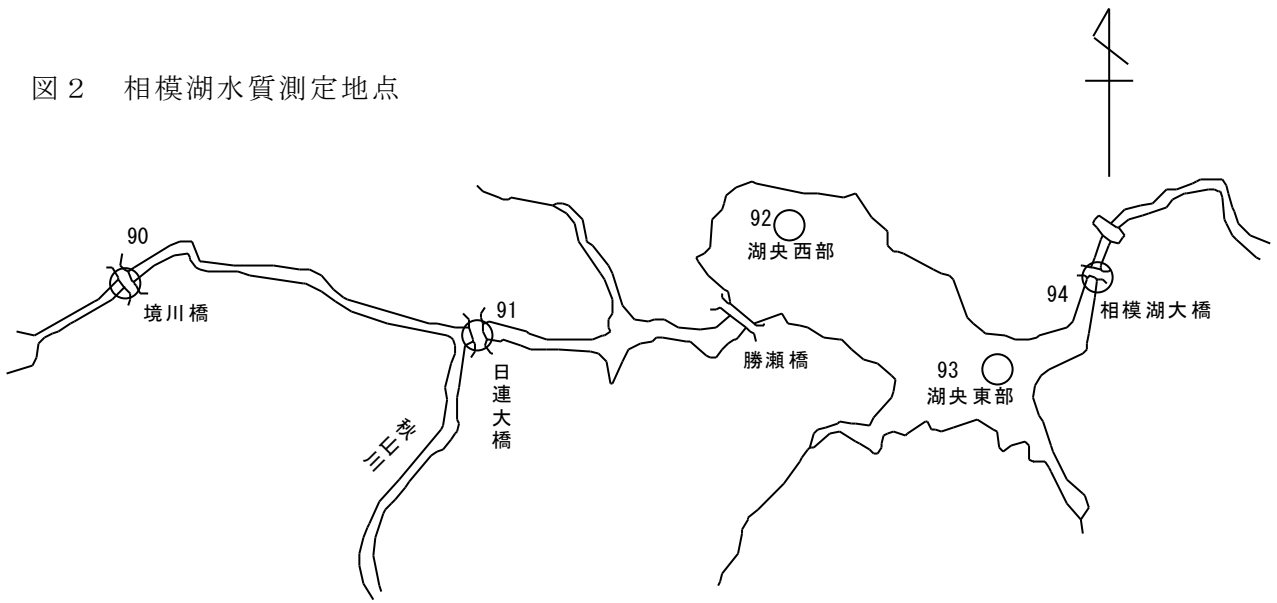 図2 相模湖水質測定地点
90
境川橋
91
日連大橋
秋山川
92
湖央西部
勝瀬橋
93
湖央東部
94
相模湖大橋